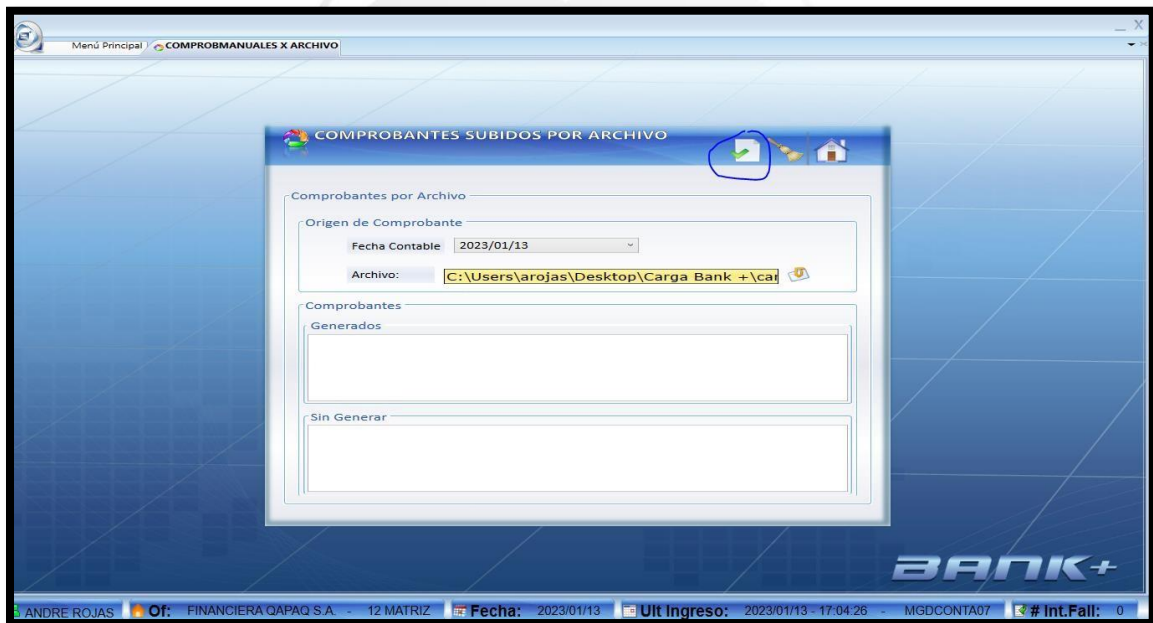 Menú Principal
COMPROBMANUALES X ARCHIVO
COMPROBANTES SUBIDOS POR ARCHIVO
Comprobantes por Archivo
Origen de Comprobante
Fecha Contable 2023/01/13
Archivo: C:\Users\arojas\Desktop\Carga Bank +\car
Comprobantes
Generados
Sin Generar
BANK+
ANDRE ROJAS Of: FINANCIERA QAPAQ S.A. - 12 MATRIZ Fecha: 2023/01/13 Ult Ingreso: 2023/01/13 - 17:04:26 - MGDCONTA07 # Int.Fall: 0